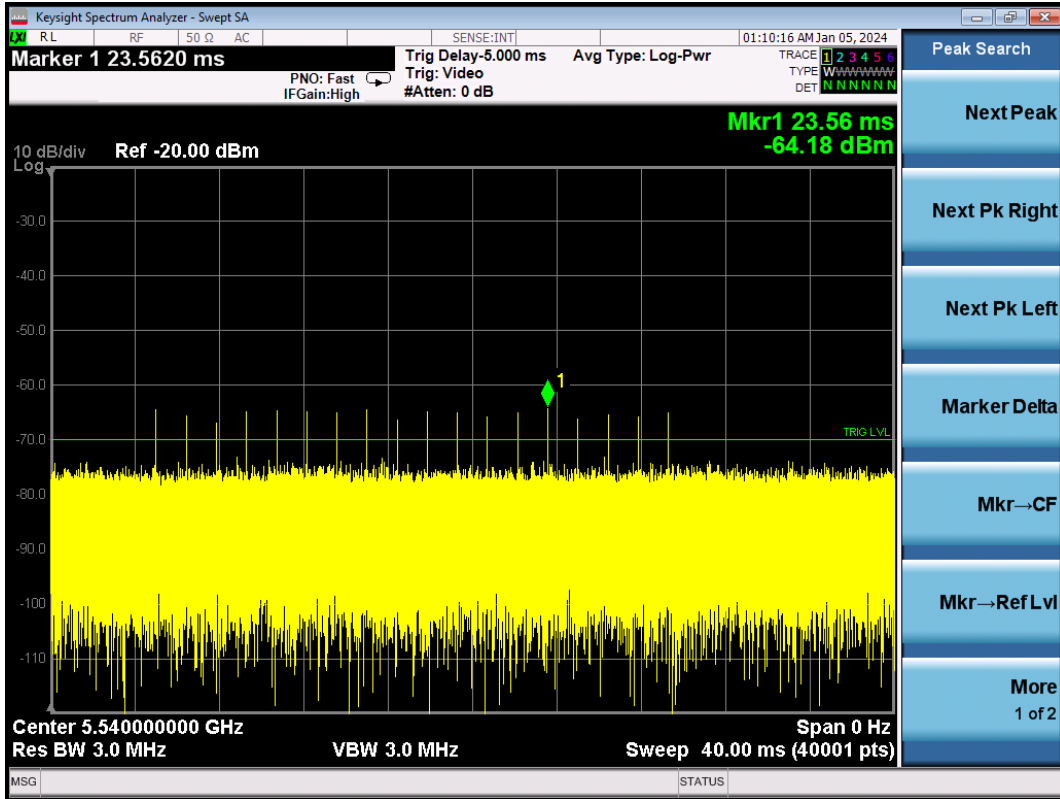 Keysight Spectrum Analyzer - Swept SA
LXI RL RF 50 Ω AC SENSE:INT 01:10:16 AM Jan 05, 2024
Marker 1 23.5620 ms
PNO: Fast
IFGain:High
Trig Delay-5.000 ms
Trig: Video
#Atten: 0 dB
Avg Type: Log-Pwr
TRACE 1 2 3 4 5 6
TYPE WWWWWW
DET N N N N N N
Mkr1 23.56 ms
-64.18 dBm
10 dB/div Ref -20.00 dBm
Log
-30.0
-40.0
-50.0
-60.0
1
-70.0
TRIG LVL
-80.0
-90.0
-100
-110
Center 5.540000000 GHz Span 0 Hz
Res BW 3.0 MHz VBW 3.0 MHz Sweep 40.00 ms (40001 pts)
MSG STATUS
Peak Search
Next Peak
Next Pk Right
Next Pk Left
Marker Delta
Mkr→CF
Mkr→Ref Lvl
More
1 of 2